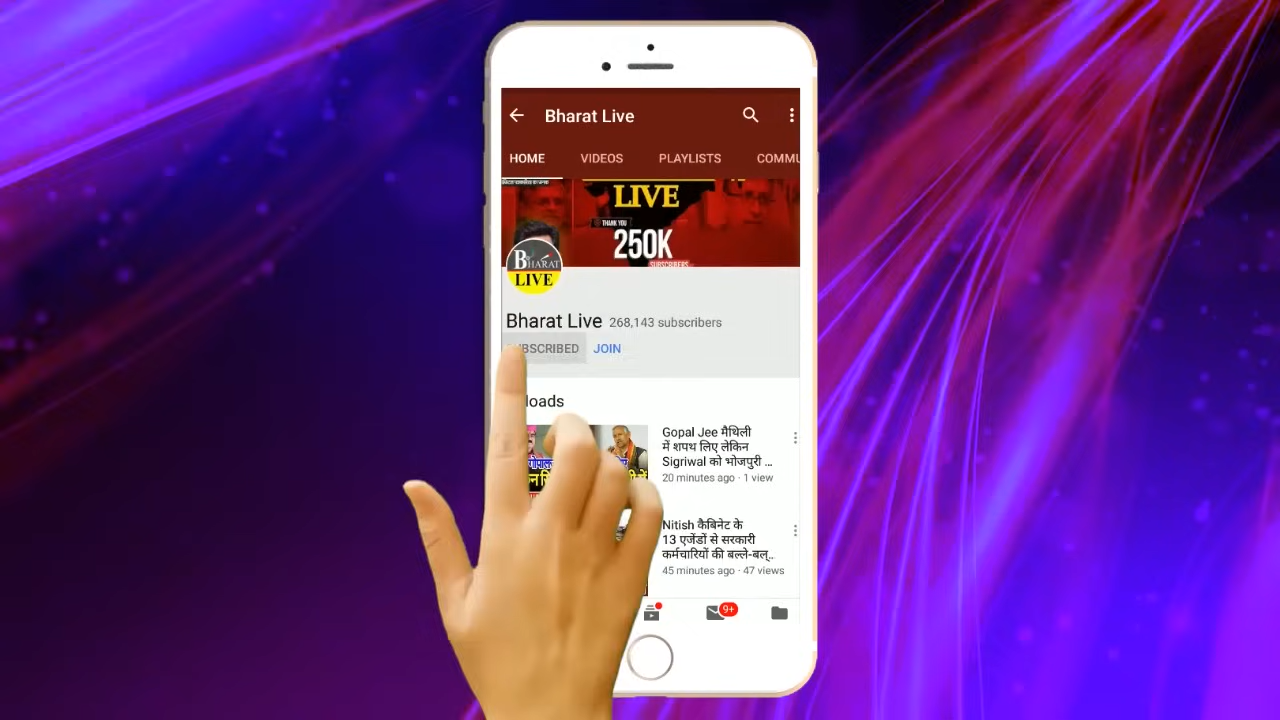 Bharat Live
HOME VIDEOS PLAYLISTS COMMU
LIVE
THANK YOU
250K
SUBSCRIBERS
BHARAT
LIVE
Bharat Live 268,143 subscribers
UBSCRIBED JOIN
loads
Gopal Jee मैथिली
में शपथ लिए लेकिन
Sigriwal को भोजपुरी ...
20 minutes ago · 1 view
Nitish कैबिनेट के
13 एजेंडों से सरकारी
कर्मचारियों की बल्ले-बल्..
45 minutes ago · 47 views
9+